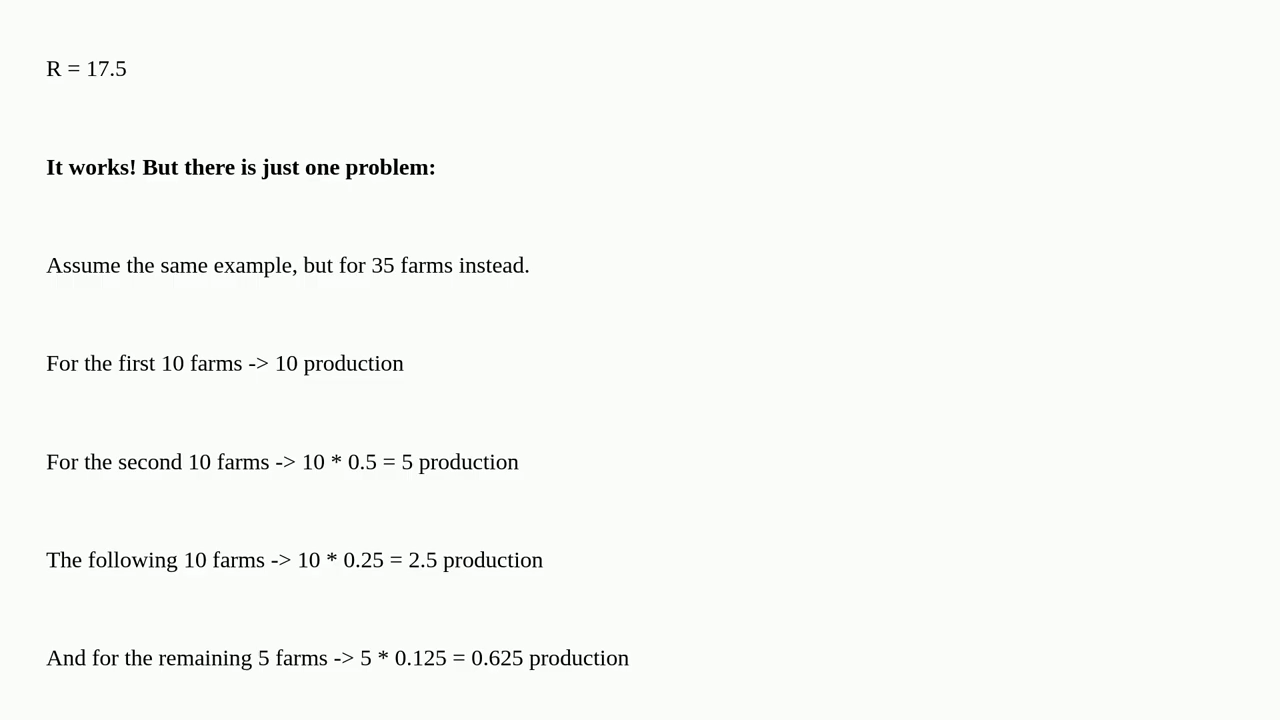 R = 17.5
It works! But there is just one problem:
Assume the same example, but for 35 farms instead.
For the first 10 farms -> 10 production
For the second 10 farms -> 10 * 0.5 = 5 production
The following 10 farms -> 10 * 0.25 = 2.5 production
And for the remaining 5 farms -> 5 * 0.125 = 0.625 production